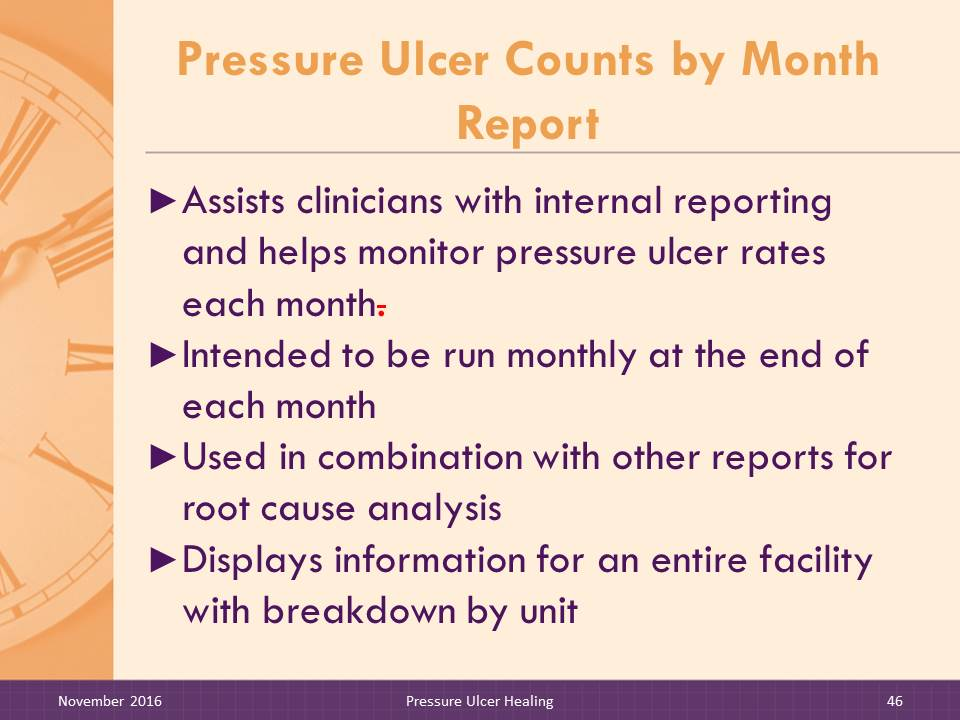 Pressure Ulcer Counts by Month
Report
►Assists clinicians with internal reporting
and helps monitor pressure ulcer rates
each month.
►Intended to be run monthly at the end of
each month
►Used in combination with other reports for
root cause analysis
►Displays information for an entire facility
with breakdown by unit
November 2016
Pressure Ulcer Healing
46